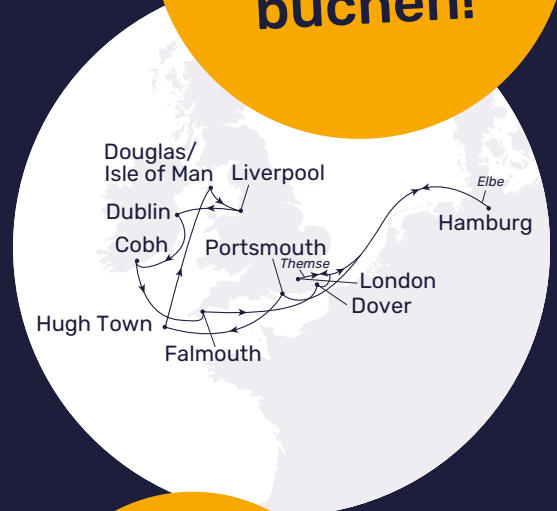 buchen!
Douglas/
Isle of Man
Liverpool
Elbe
Dublin
Hamburg
Cobh
Portsmouth
Themse
London
Dover
Hugh Town
Falmouth